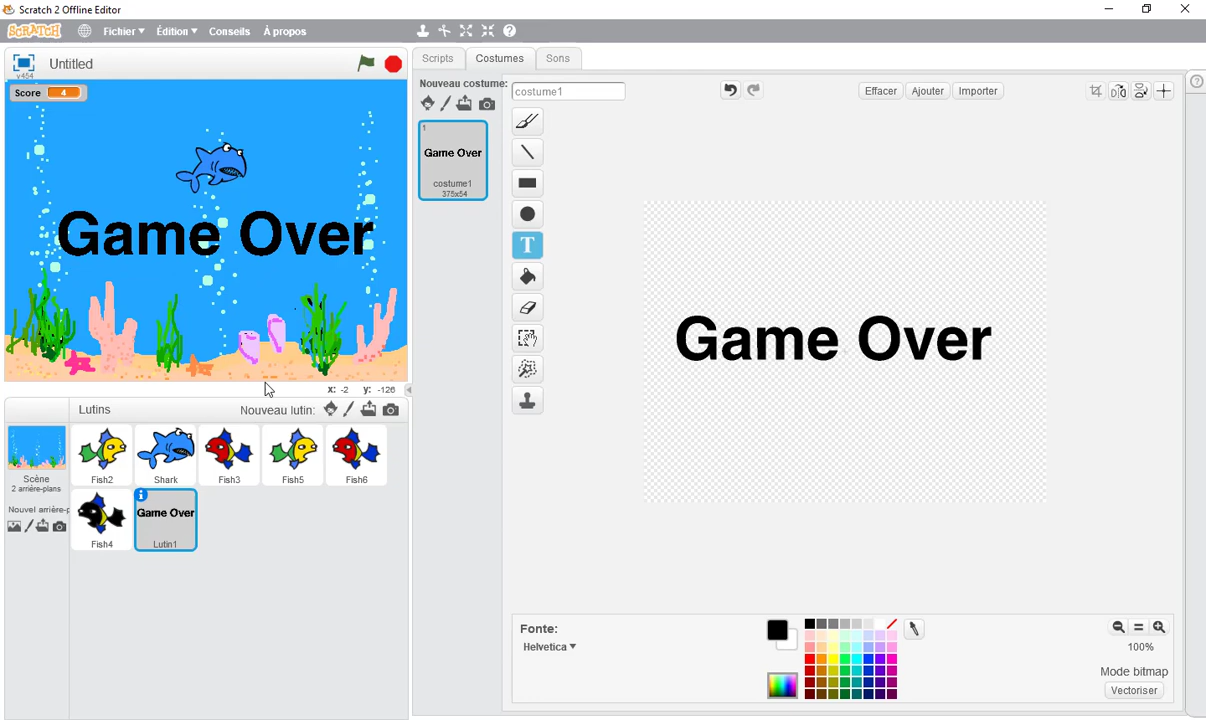 Scratch 2 Offline Editor
SCRATCH Fichier Édition Conseils À propos
v454 Untitled
Scripts Costumes Sons
Score 4
Game Over
x: -2 y: -126
Nouveau costume:
1
Game Over
costume1
375x54
costume1
Effacer Ajouter Importer
T
Game Over
Lutins Nouveau lutin:
Scène
2 arrière-plans
Nouvel arrière-p
Fish2 Shark Fish3 Fish5 Fish6
Game Over
Fish4 Lutin1
Fonte:
Helvetica
100%
Mode bitmap
Vectoriser